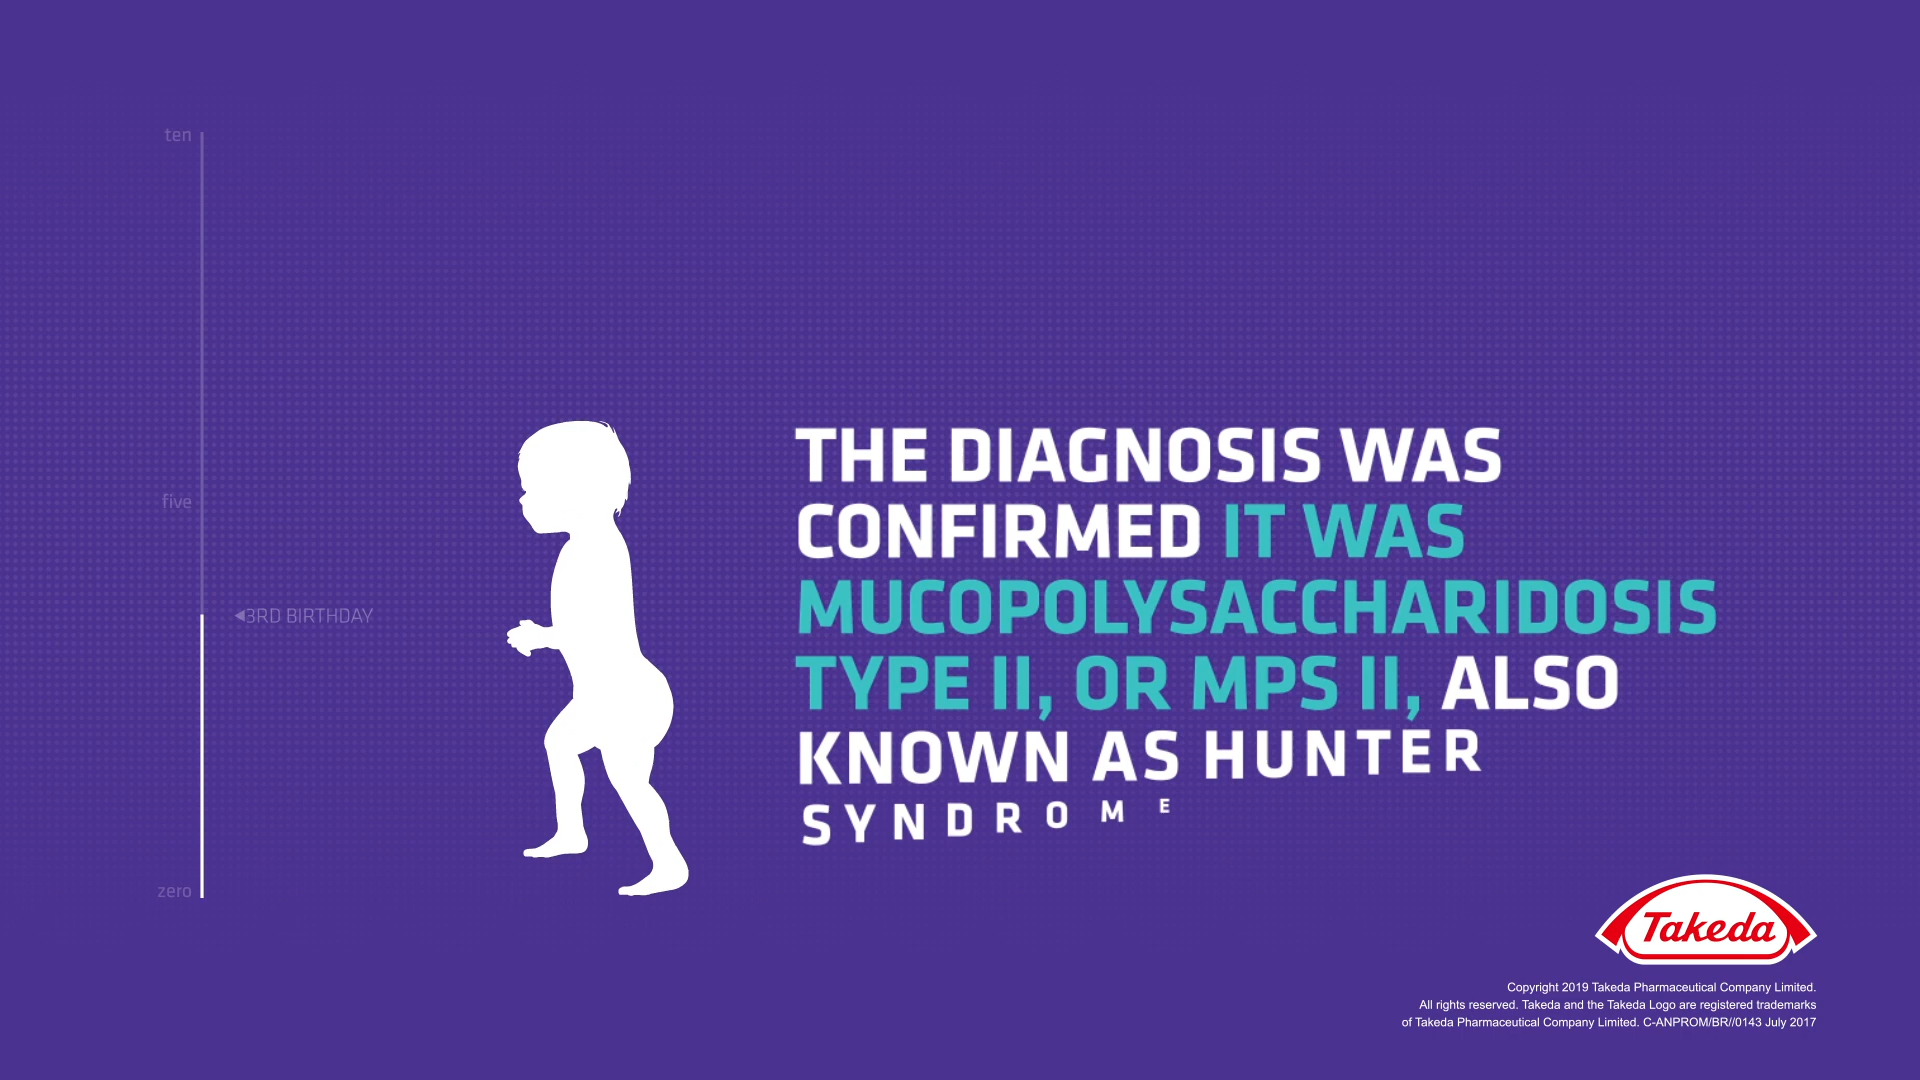 ten
five
◀3RD BIRTHDAY
zero
THE DIAGNOSIS WAS
CONFIRMED IT WAS
MUCOPOLYSACCHARIDOSIS
TYPE II, OR MPS II, ALSO
KNOWN AS HUNTER
SYNDROME
Takeda
Copyright 2019 Takeda Pharmaceutical Company Limited.
All rights reserved. Takeda and the Takeda Logo are registered trademarks
of Takeda Pharmaceutical Company Limited. C-ANPROM/BR//0143 July 2017